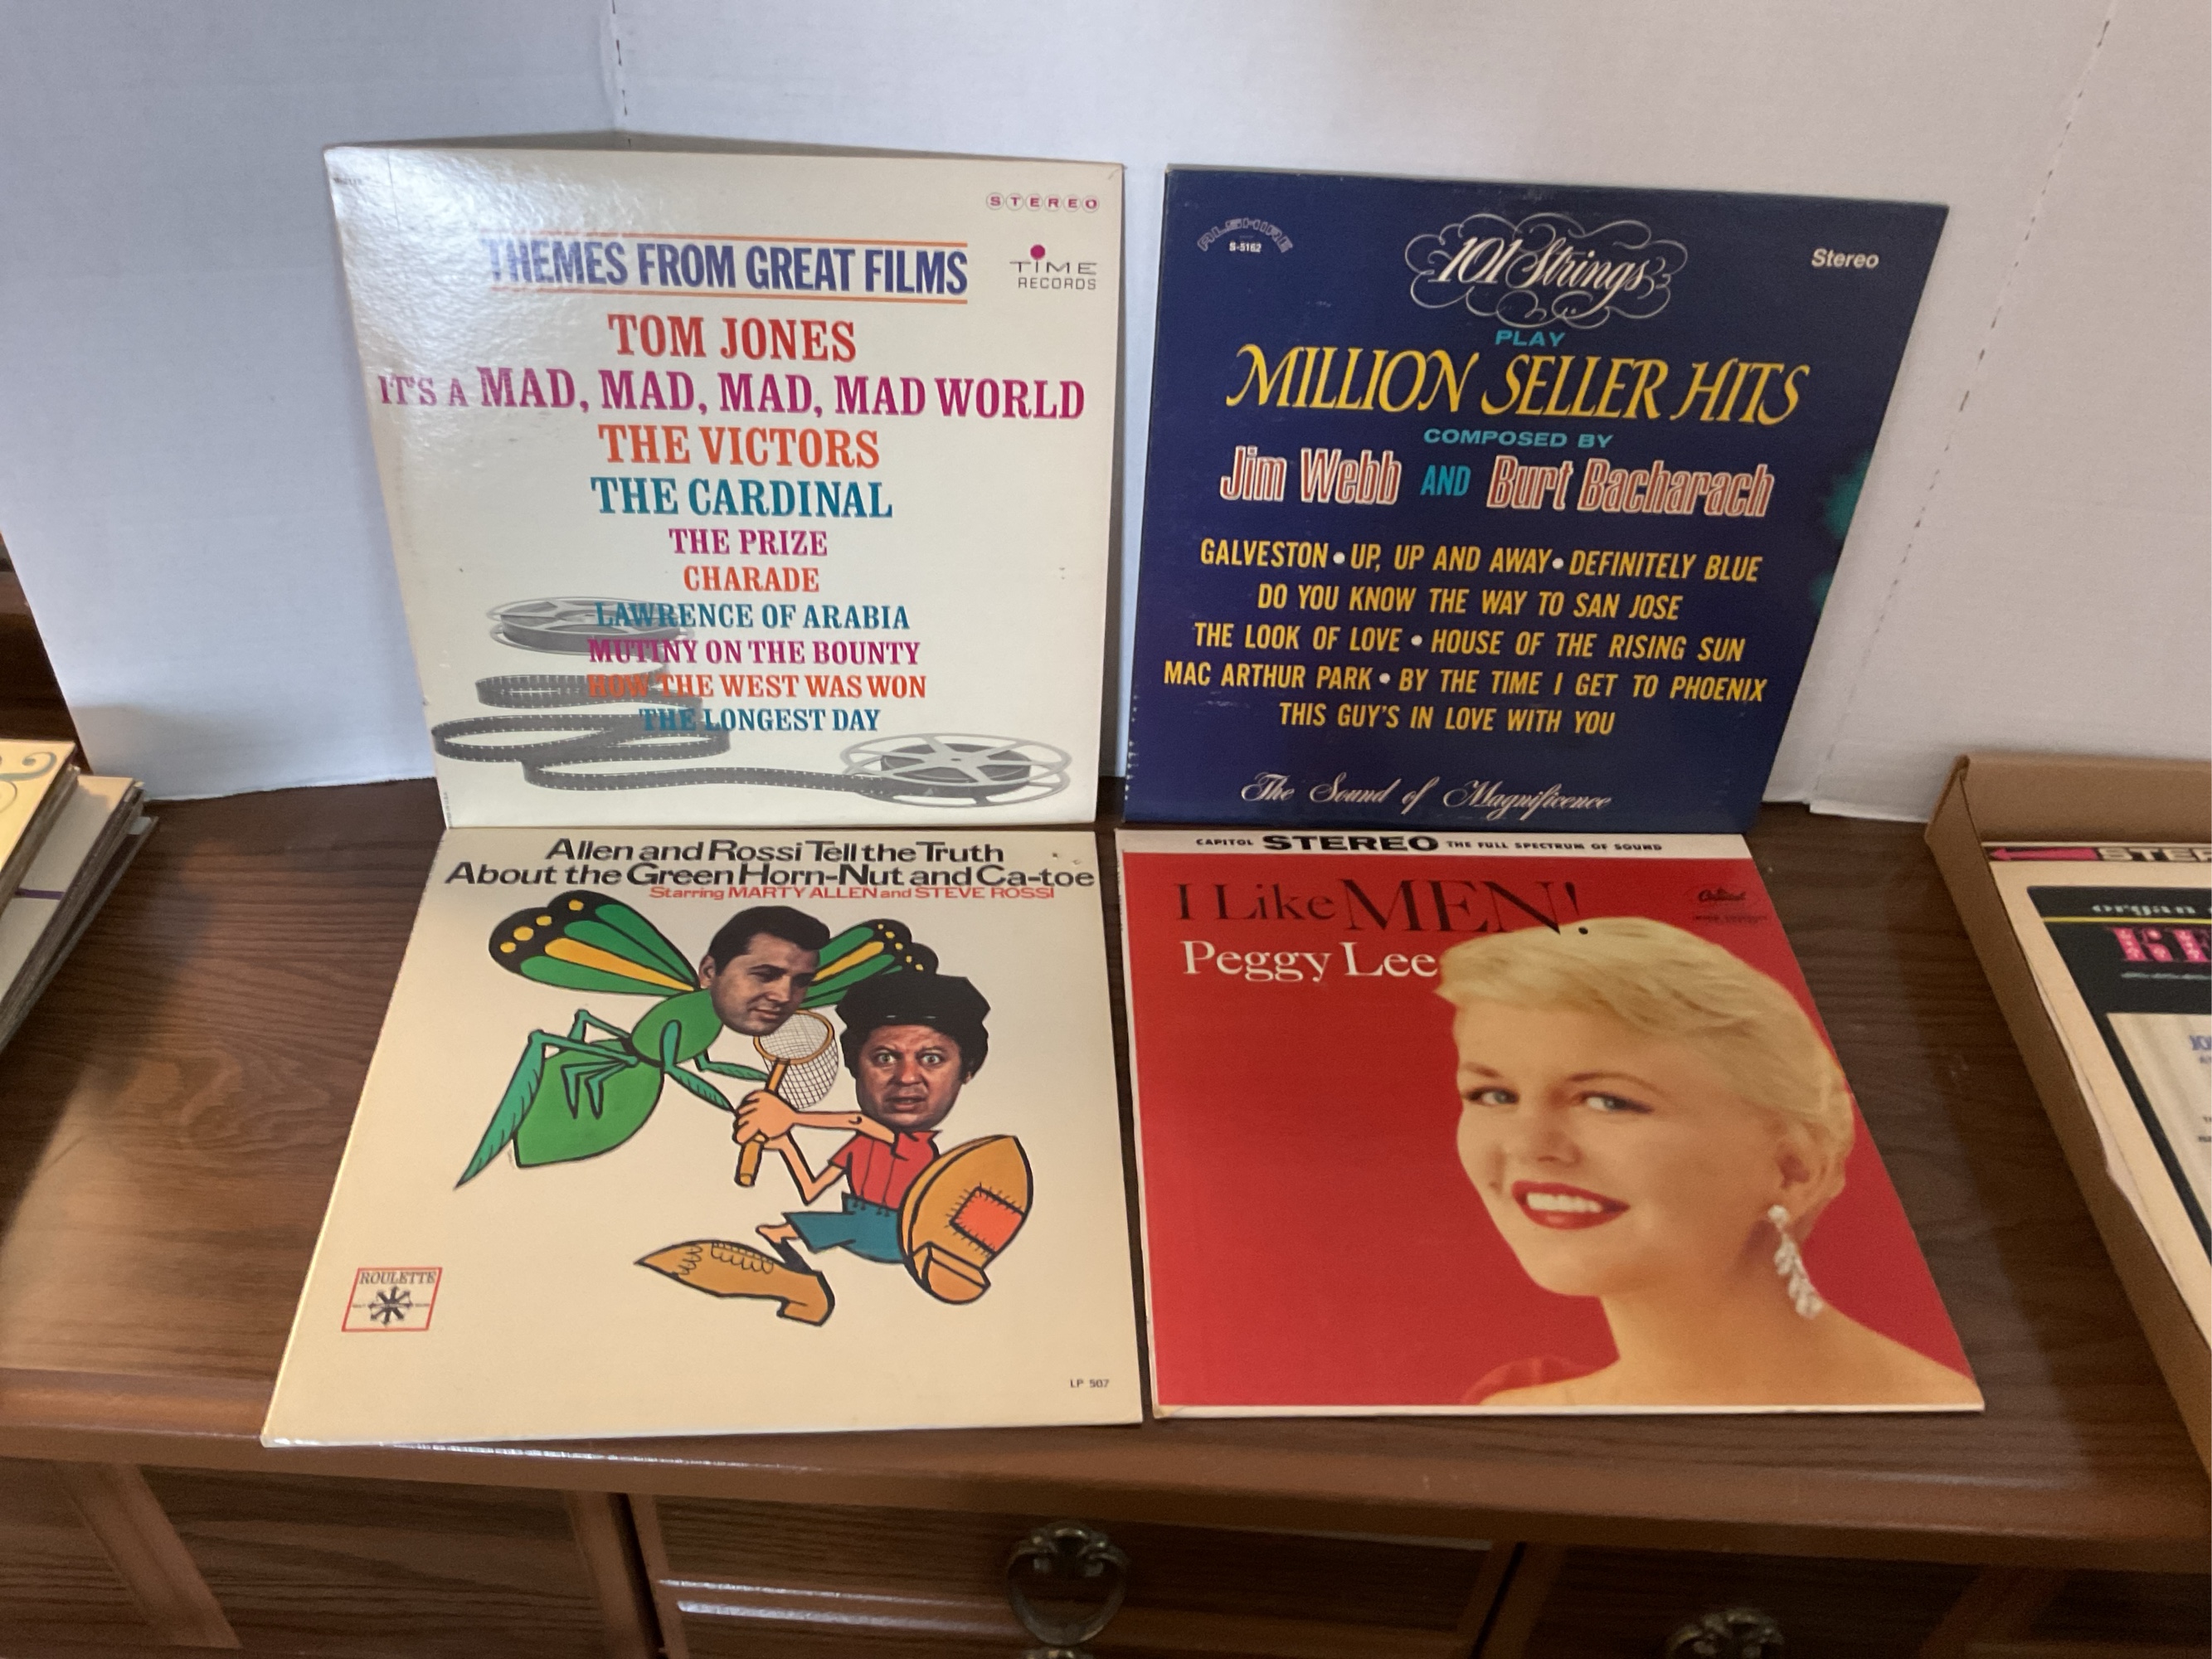 STEREO
THEMES FROM GREAT FILMS
TIME
RECORDS
TOM JONES
IT'S A MAD, MAD, MAD, MAD WORLD
THE VICTORS
THE CARDINAL
THE PRIZE
CHARADE
LAWRENCE OF ARABIA
MUTINY ON THE BOUNTY
HOW THE WEST WAS WON
THE LONGEST DAY
ALSHIRE
S-5162
101 Strings
Stereo
PLAY
MILLION SELLER HITS
COMPOSED BY
Jim Webb AND Burt Bacharach
GALVESTON • UP, UP AND AWAY • DEFINITELY BLUE
DO YOU KNOW THE WAY TO SAN JOSE
THE LOOK OF LOVE • HOUSE OF THE RISING SUN
MAC ARTHUR PARK • BY THE TIME I GET TO PHOENIX
THIS GUY'S IN LOVE WITH YOU
The Sound of Magnificence
Allen and Rossi Tell the Truth
About the Green Horn-Nut and Ca-toe
Starring MARTY ALLEN and STEVE ROSSI
ROULETTE
LP 507
CAPITOL STEREO THE FULL SPECTRUM OF SOUND
I Like MEN!
Capitol
Peggy Lee
organ